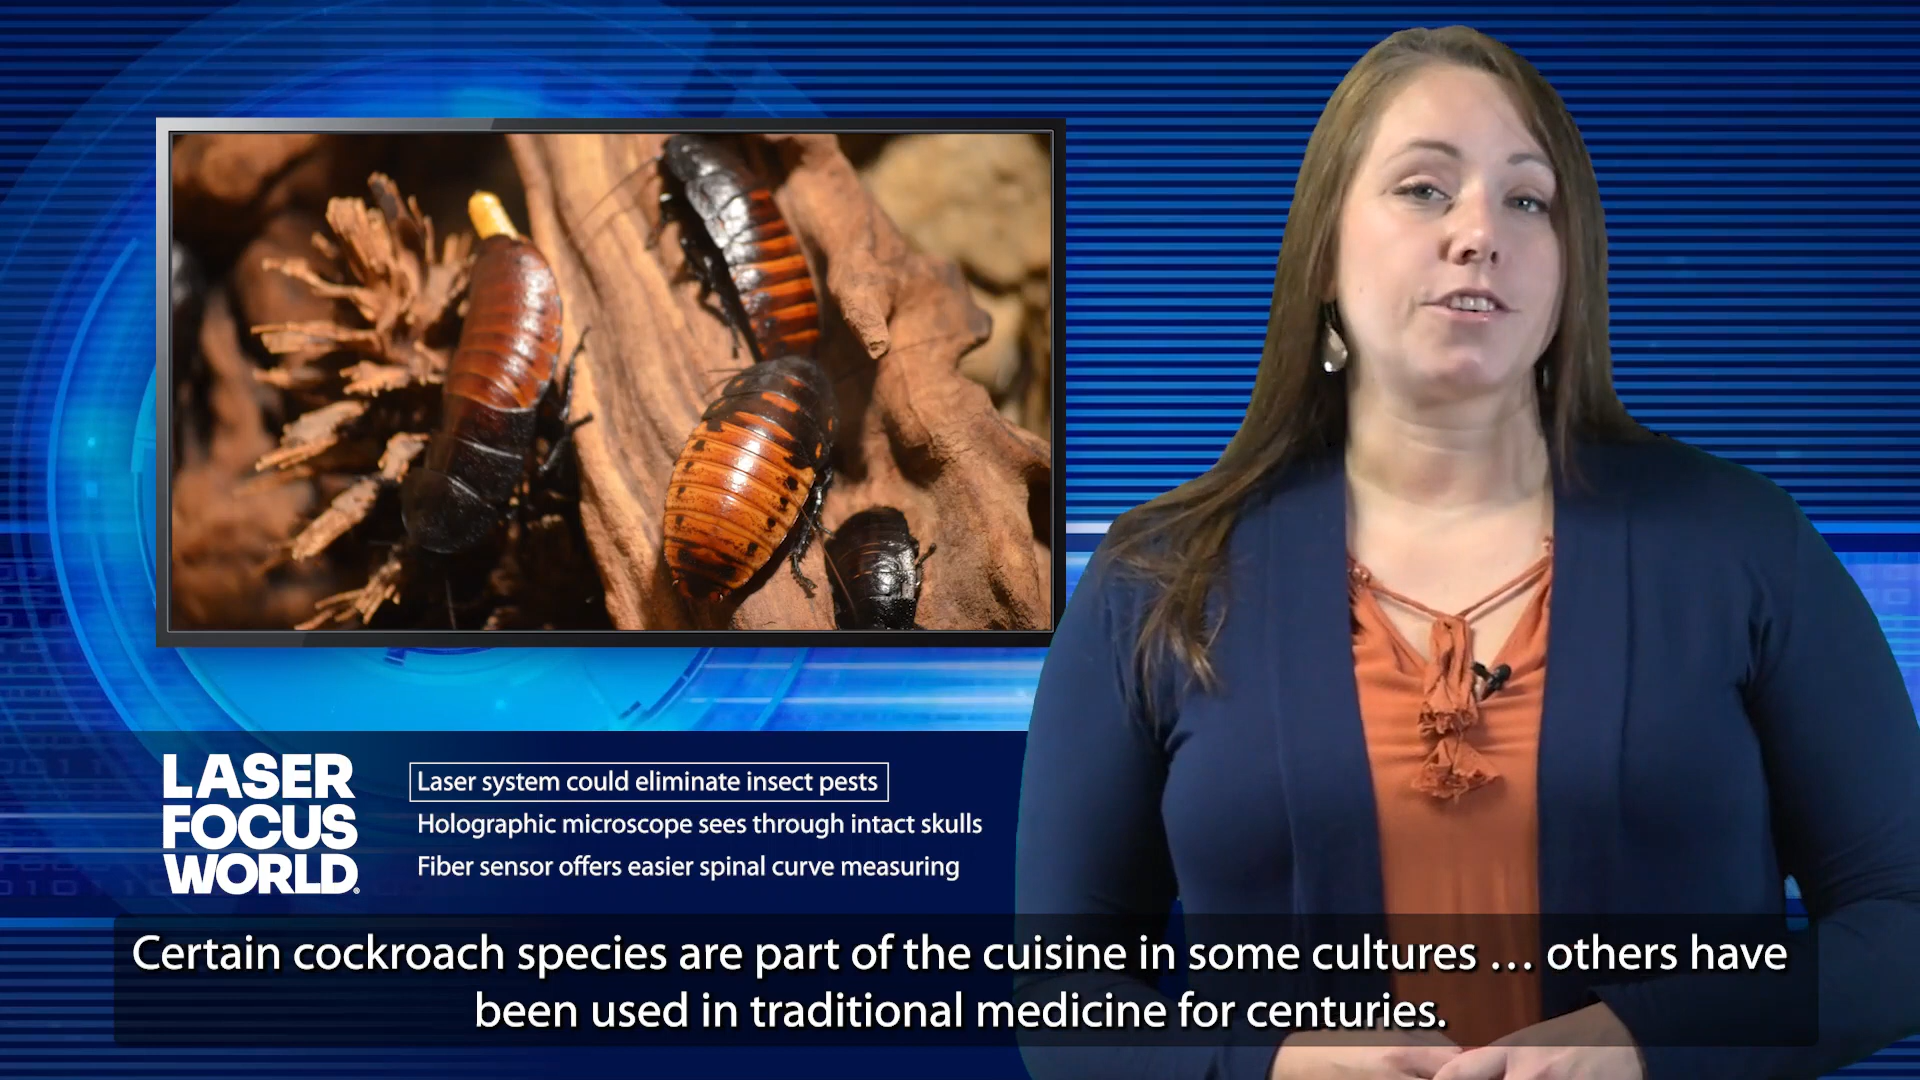 LASER
FOCUS
WORLD®
Laser system could eliminate insect pests
Holographic microscope sees through intact skulls
Fiber sensor offers easier spinal curve measuring
Certain cockroach species are part of the cuisine in some cultures … others have
been used in traditional medicine for centuries.